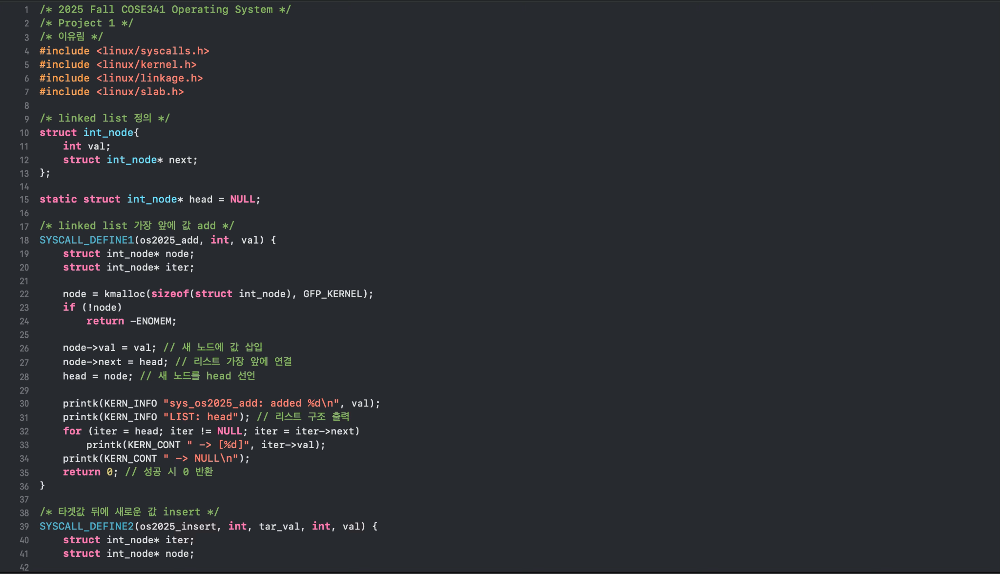 1 /* 2025 Fall COSE341 Operating System */
2 /* Project 1 */
3 /* 이유림 */
4 #include <linux/syscalls.h>
5 #include <linux/kernel.h>
6 #include <linux/linkage.h>
7 #include <linux/slab.h>
8
9 /* linked list 정의 */
10 struct int_node{
11     int val;
12     struct int_node* next;
13 };
14
15 static struct int_node* head = NULL;
16
17 /* linked list 가장 앞에 값 add */
18 SYSCALL_DEFINE1(os2025_add, int, val) {
19     struct int_node* node;
20     struct int_node* iter;
21
22     node = kmalloc(sizeof(struct int_node), GFP_KERNEL);
23     if (!node)
24         return -ENOMEM;
25
26     node->val = val; // 새 노드에 값 삽입
27     node->next = head; // 리스트 가장 앞에 연결
28     head = node; // 새 노드를 head 선언
29
30     printk(KERN_INFO "sys_os2025_add: added %d\n", val);
31     printk(KERN_INFO "LIST: head"); // 리스트 구조 출력
32     for (iter = head; iter != NULL; iter = iter->next)
33         printk(KERN_CONT " -> [%d]", iter->val);
34     printk(KERN_CONT " -> NULL\n");
35     return 0; // 성공 시 0 반환
36 }
37
38 /* 타겟값 뒤에 새로운 값 insert */
39 SYSCALL_DEFINE2(os2025_insert, int, tar_val, int, val) {
40     struct int_node* iter;
41     struct int_node* node;
42